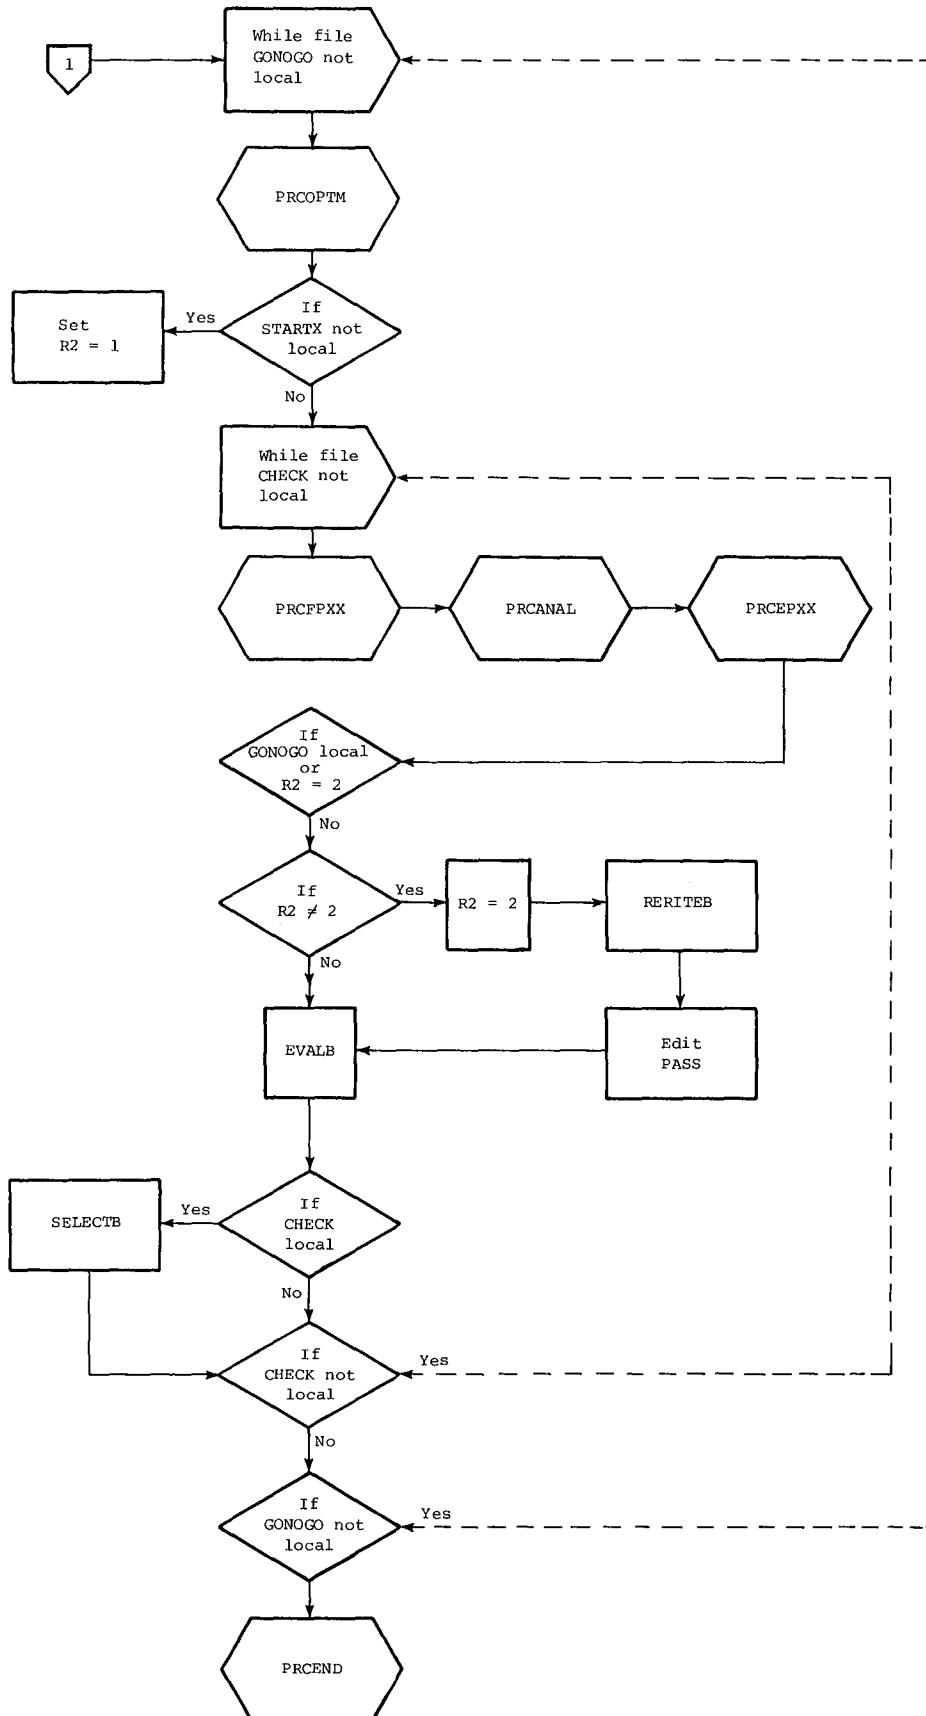 1
While file
GONOGO not
local
PRCOPTM
If
STARTX not
local
Yes
Set
R2 = 1
No
While file
CHECK not
local
PRCFPXX
PRCANAL
PRCEPXX
If
GONOGO local
or
R2 = 2
No
If
R2 ≠ 2
Yes
R2 = 2
RERITEB
No
EVALB
Edit
PASS
If
CHECK
local
Yes
SELECTB
No
If
CHECK not
local
Yes
No
If
GONOGO not
local
Yes
PRCEND